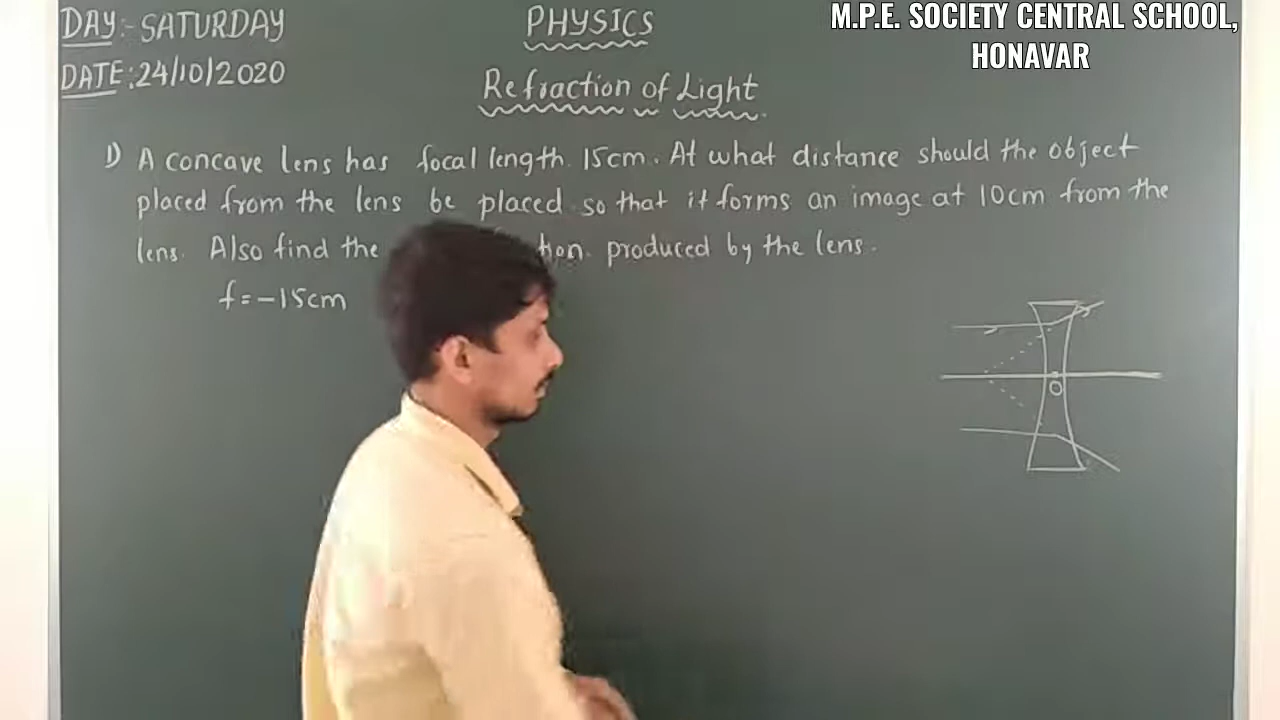 DAY:- SATURDAY
DATE:24/10/2020
PHYSICS
M.P.E. SOCIETY CENTRAL SCHOOL,
HONAVAR
Refraction of Light
1) A concave lens has focal length 15cm. At what distance should the object
placed from the lens be placed so that it forms an image at 10cm from the
lens. Also find the tion produced by the lens.
f=-15cm
O